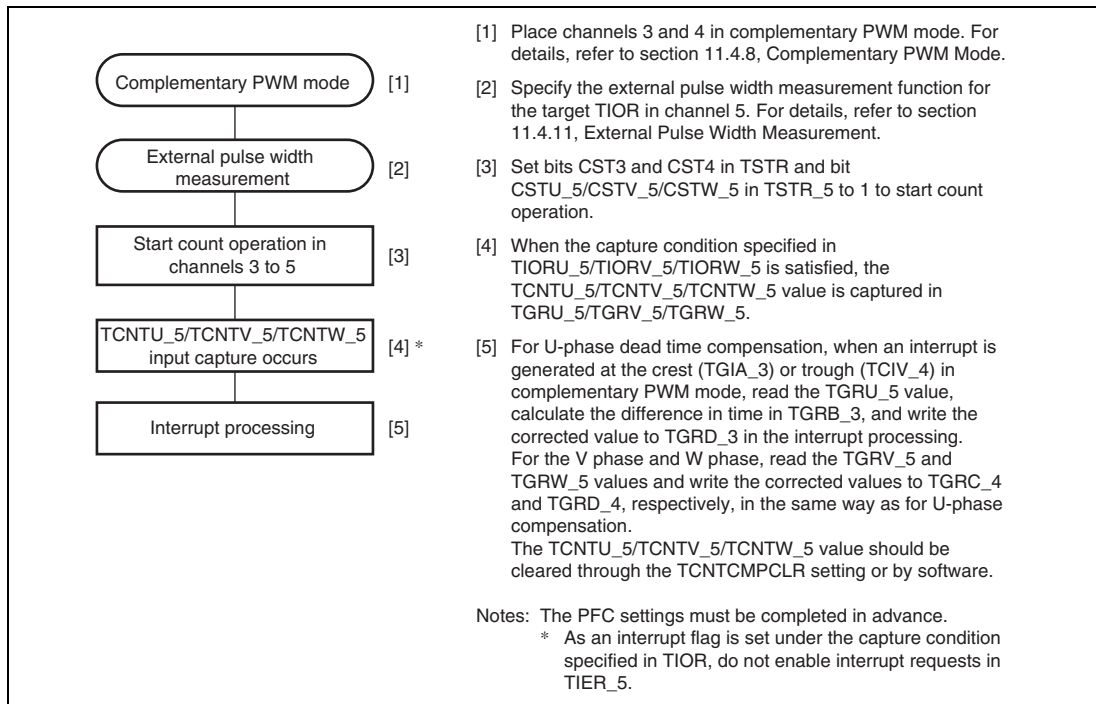 Complementary PWM mode [1]
External pulse width
measurement [2]
Start count operation in
channels 3 to 5 [3]
TCNTU_5/TCNTV_5/TCNTW_5
input capture occurs [4] *
Interrupt processing [5]
[1] Place channels 3 and 4 in complementary PWM mode. For
details, refer to section 11.4.8, Complementary PWM Mode.
[2] Specify the external pulse width measurement function for
the target TIOR in channel 5. For details, refer to section
11.4.11, External Pulse Width Measurement.
[3] Set bits CST3 and CST4 in TSTR and bit
CSTU_5/CSTV_5/CSTW_5 in TSTR_5 to 1 to start count
operation.
[4] When the capture condition specified in
TIORU_5/TIORV_5/TIORW_5 is satisfied, the
TCNTU_5/TCNTV_5/TCNTW_5 value is captured in
TGRU_5/TGRV_5/TGRW_5.
[5] For U-phase dead time compensation, when an interrupt is
generated at the crest (TGIA_3) or trough (TCIV_4) in
complementary PWM mode, read the TGRU_5 value,
calculate the difference in time in TGRB_3, and write the
corrected value to TGRD_3 in the interrupt processing.
For the V phase and W phase, read the TGRV_5 and
TGRW_5 values and write the corrected values to TGRC_4
and TGRD_4, respectively, in the same way as for U-phase
compensation.
The TCNTU_5/TCNTV_5/TCNTW_5 value should be
cleared through the TCNTCMPCLR setting or by software.
Notes: The PFC settings must be completed in advance.
* As an interrupt flag is set under the capture condition
specified in TIOR, do not enable interrupt requests in
TIER_5.